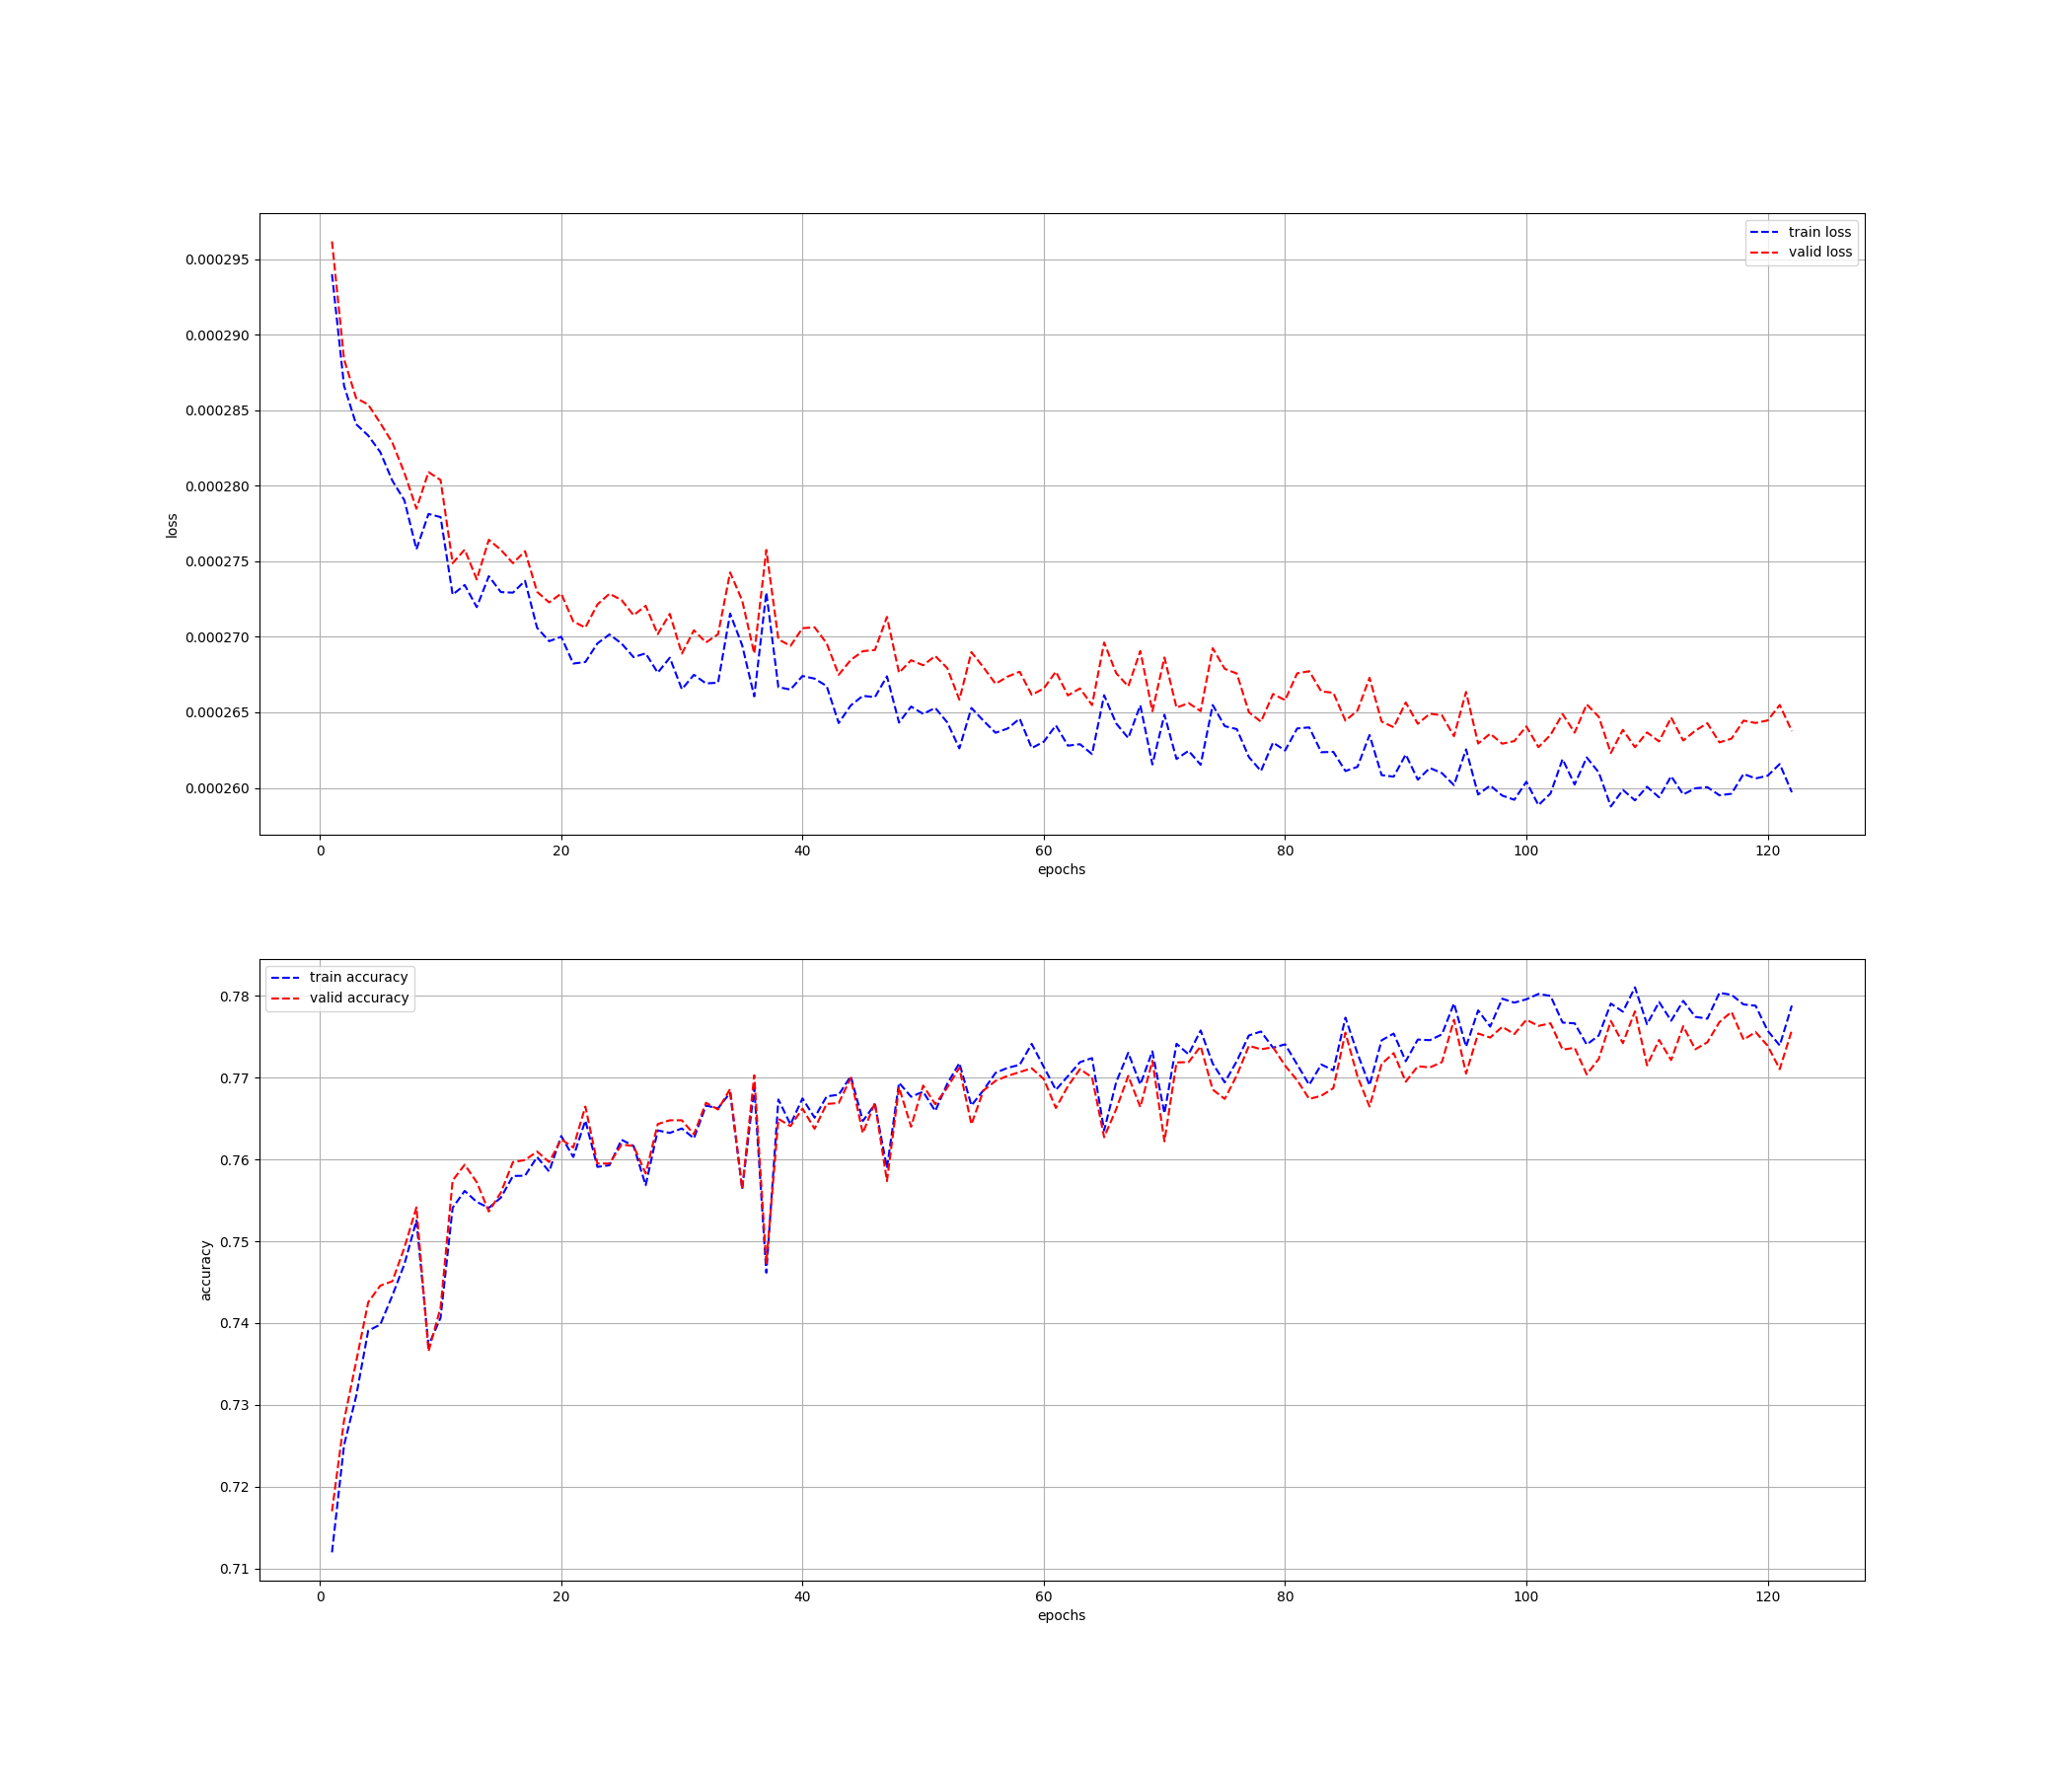 train loss
valid loss
0.000295
0.000290
0.000285
0.000280
0.000275
0.000270
0.000265
0.000260
loss
0 20 40 60 80 100 120
epochs
train accuracy
valid accuracy
0.78
0.77
0.76
0.75
0.74
0.73
0.72
0.71
accuracy
0 20 40 60 80 100 120
epochs